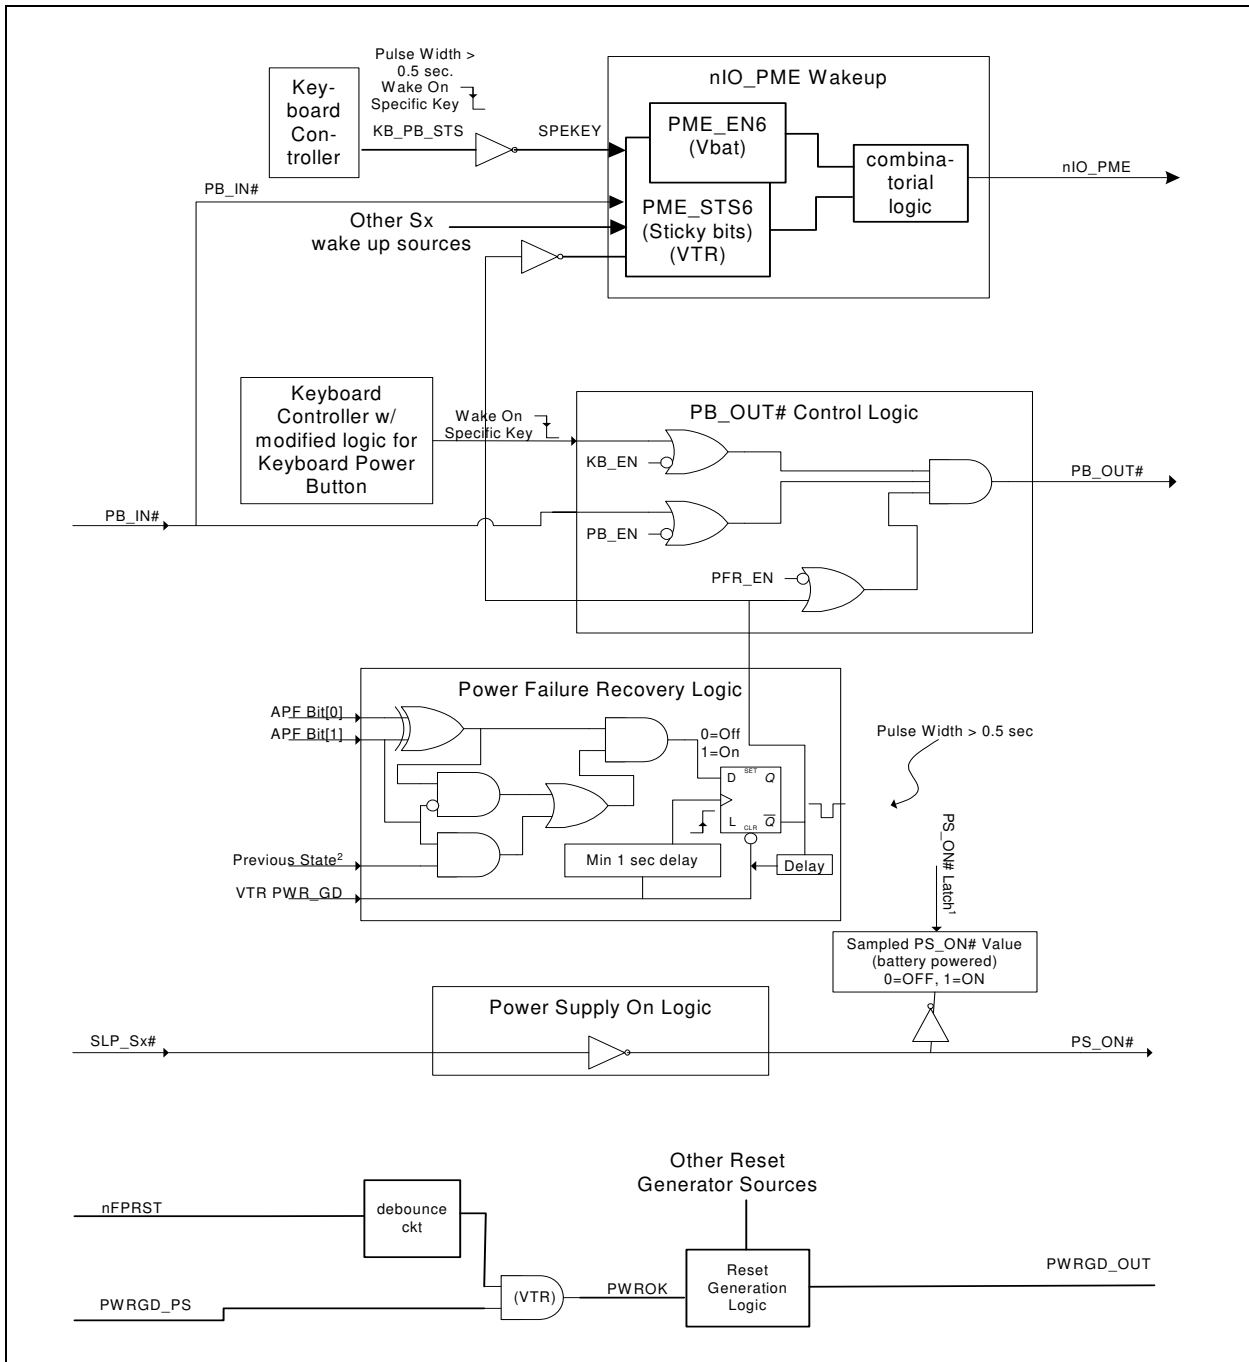 Pulse Width >
0.5 sec.
Wake On
Specific Key
Key-
board
Con-
troller
KB_PB_STS
SPEKEY
nIO_PME Wakeup
PME_EN6
(Vbat)
PME_STS6
(Sticky bits)
(VTR)
combina-
torial
logic
nIO_PME
PB_IN#
Other Sx
wake up sources
Keyboard
Controller w/
modified logic for
Keyboard Power
Button
Wake On
Specific Key
PB_OUT# Control Logic
KB_EN
PB_EN
PFR_EN
PB_OUT#
PB_IN#
Power Failure Recovery Logic
APF Bit[0]
APF Bit[1]
0=Off
1=On
D
SET
Q
L
CLR
Q
Min 1 sec delay
Delay
Previous State2
VTR PWR_GD
Pulse Width > 0.5 sec
PS_ON# Latch1
Sampled PS_ON# Value
(battery powered)
0=OFF, 1=ON
Power Supply On Logic
SLP_Sx#
PS_ON#
Other Reset
Generator Sources
nFPRST
debounce
ckt
PWRGD_PS
(VTR)
PWROK
Reset
Generation
Logic
PWRGD_OUT